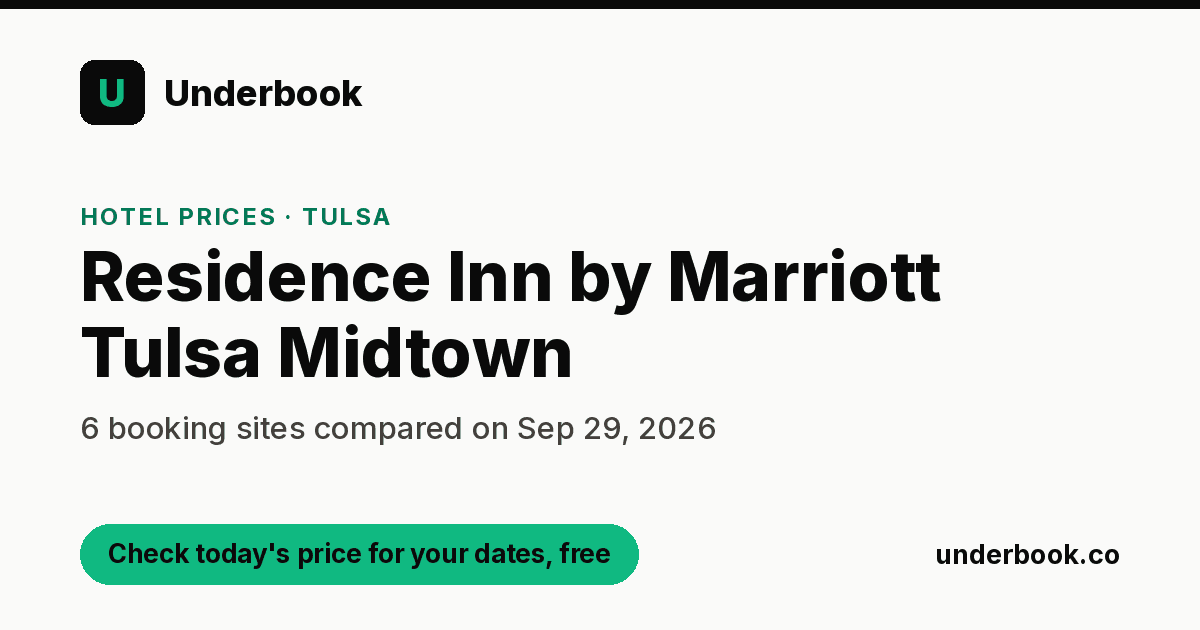 U Underbook
HOTEL PRICES · TULSA
Residence Inn by Marriott
Tulsa Midtown
6 booking sites compared on Sep 29, 2026
Check today's price for your dates, free
underbook.co